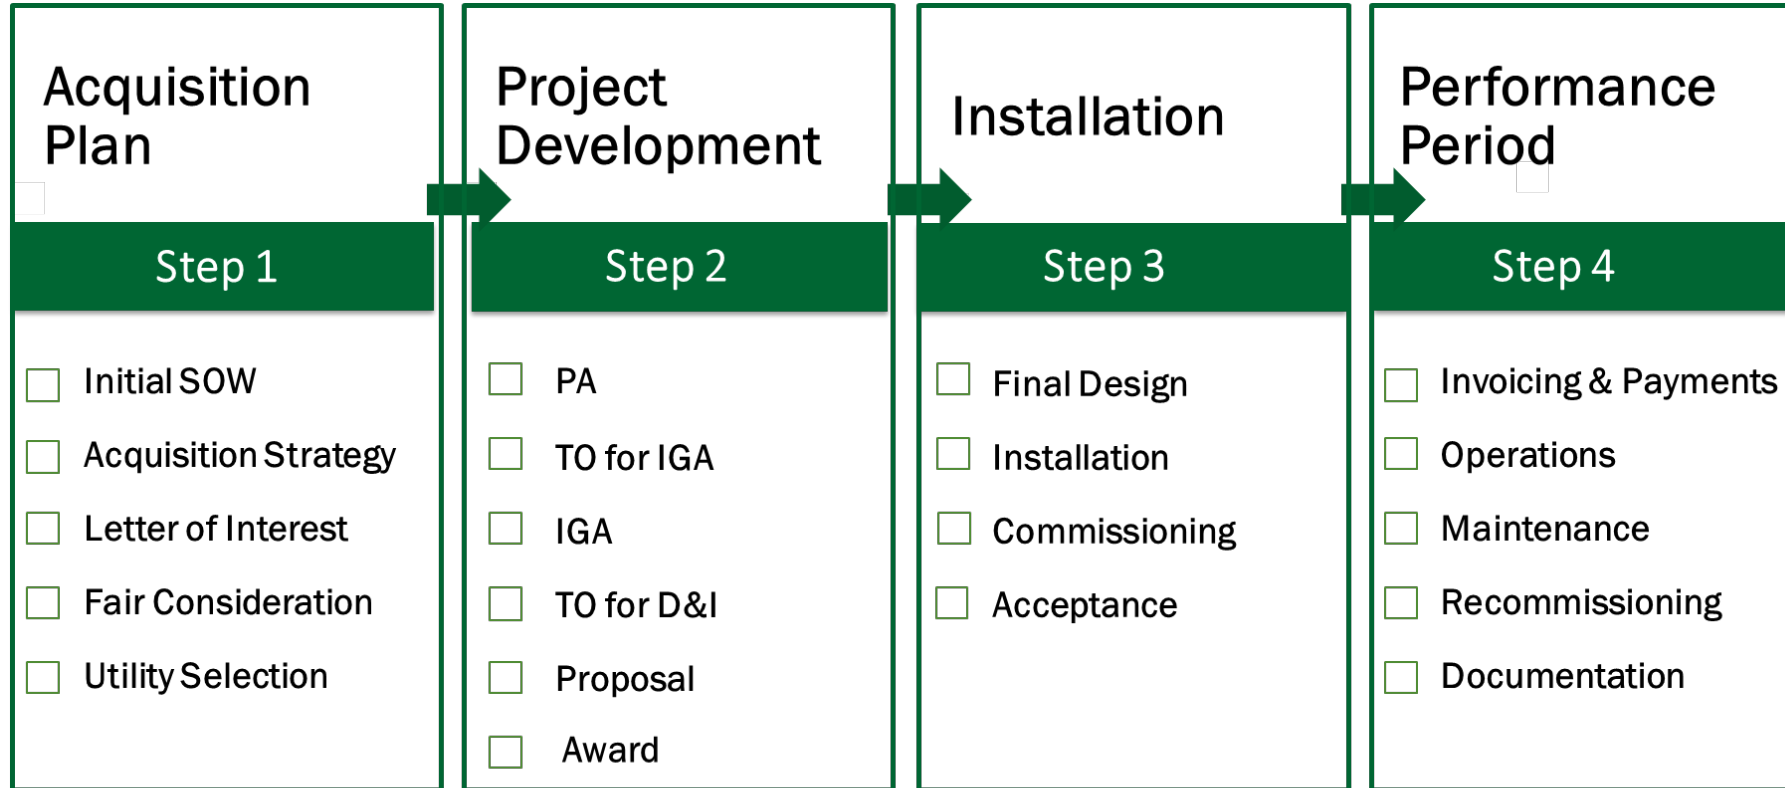 Acquisition
Plan
Step 1
Initial SOW
Acquisition Strategy
Letter of Interest
Fair Consideration
Utility Selection
Project
Development
Step 2
PA
TO for IGA
IGA
TO for D&I
Proposal
Award
Installation
Step 3
Final Design
Installation
Commissioning
Acceptance
Performance
Period
Step 4
Invoicing & Payments
Operations
Maintenance
Recommissioning
Documentation